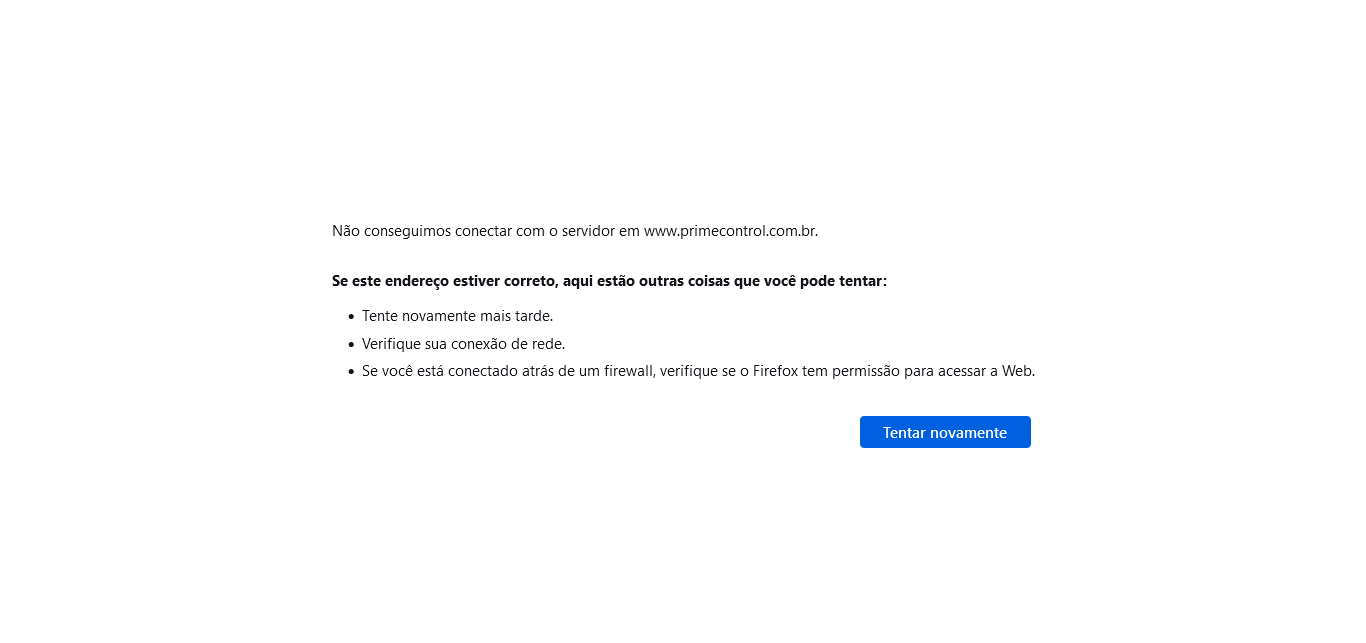 Não conseguimos conectar com o servidor em www.primecontrol.com.br.
Se este endereço estiver correto, aqui estão outras coisas que você pode tentar:
• Tente novamente mais tarde.
• Verifique sua conexão de rede.
• Se você está conectado atrás de um firewall, verifique se o Firefox tem permissão para acessar a Web.
Tentar novamente